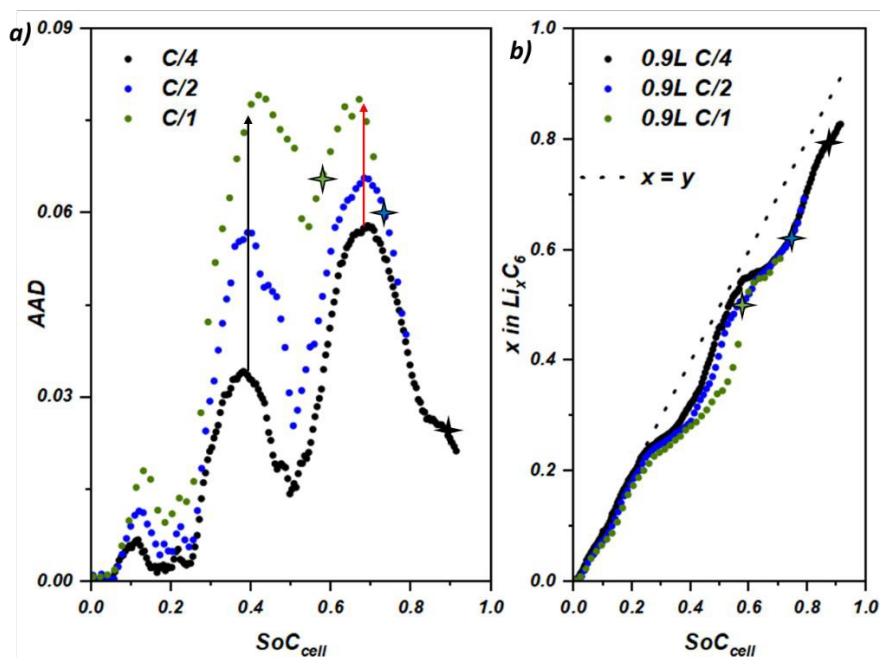 a)
C/4
C/2
C/1
0.09
0.06
0.03
0.00
AAD
0.0 0.2 0.4 0.6 0.8 1.0
SoCcell
b)
0.9L C/4
0.9L C/2
0.9L C/1
x = y
1.0
0.8
0.6
0.4
0.2
0.0
x in LixC6
0.0 0.2 0.4 0.6 0.8 1.0
SoCcell